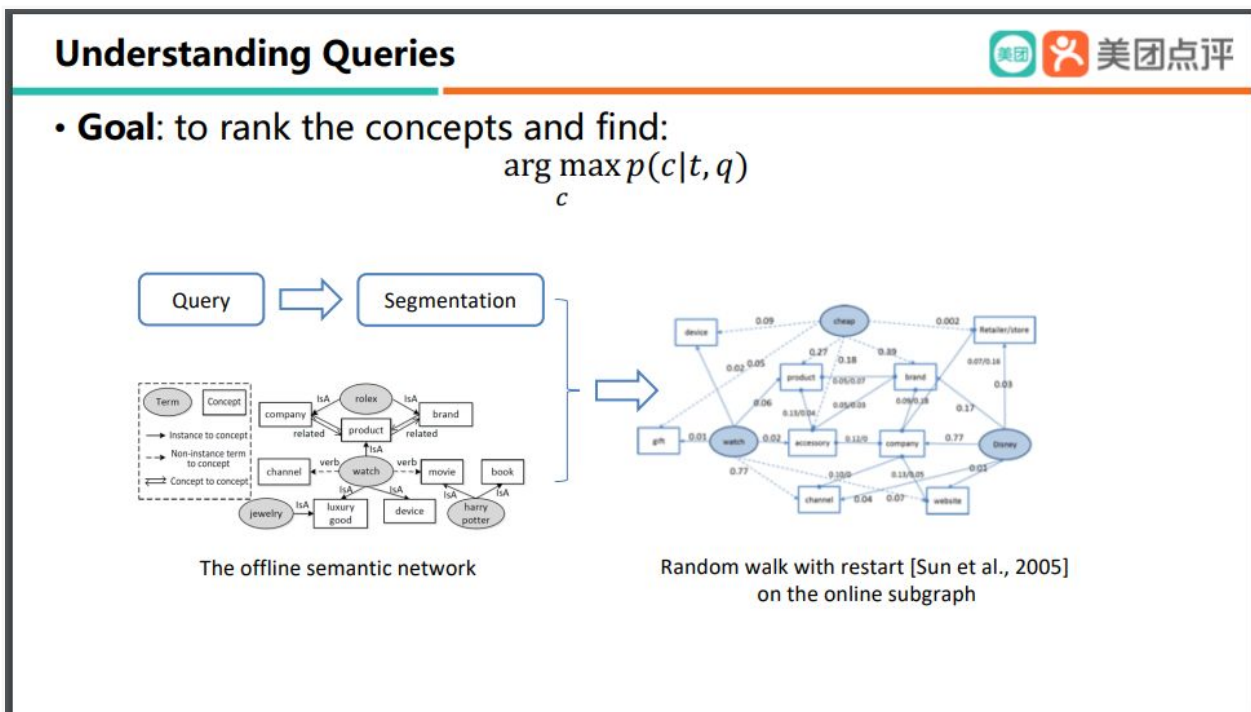 Understanding Queries
美团
美团点评
• Goal: to rank the concepts and find:
arg max p(c|t, q)
c
Query
Segmentation
Term
Concept
Instance to concept
Non-instance term
to concept
Concept to concept
rolex
IsA
IsA
company
brand
product
related
related
IsA
channel
verb
watch
verb
movie
book
IsA
IsA
IsA
IsA
jewelry
IsA
luxury
good
device
harry
potter
The offline semantic network
cheap
device
0.09
0.002
Retailer/store
0.02
0.05
0.27
0.18
0.39
0.07/0.16
product
0.05/0.07
brand
0.03
0.06
0.13/0.04
0.05/0.03
0.09/0.18
0.17
gift
0.01
watch
0.02
accessory
0.12/0
company
0.77
Disney
0.77
0.10/0
0.13/0.05
0.01
channel
0.04
0.07
website
Random walk with restart [Sun et al., 2005]
on the online subgraph